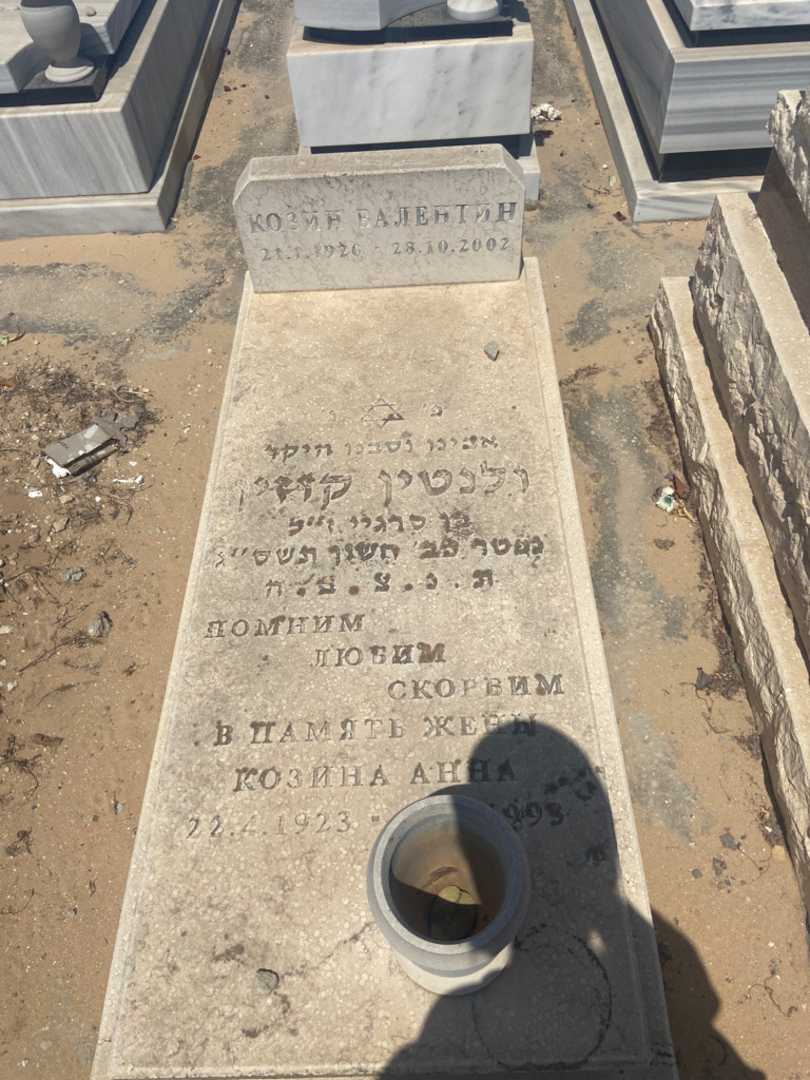 КОЗИН ВАЛЕНТИН
21.1.1926 - 28.10.2002
פ נ
אבינו וסבנו היקר
ולנטין קוזין
בן סרגיי ז"ל
נפטר כב' חשון תשס"ג
ת. נ. צ. ב. ה
ПОМНИМ
ЛЮБИМ
СКОРБИМ
В ПАМЯТЬ ЖЕНЫ
КОЗИНА АННА
22.4.1923 - 1993